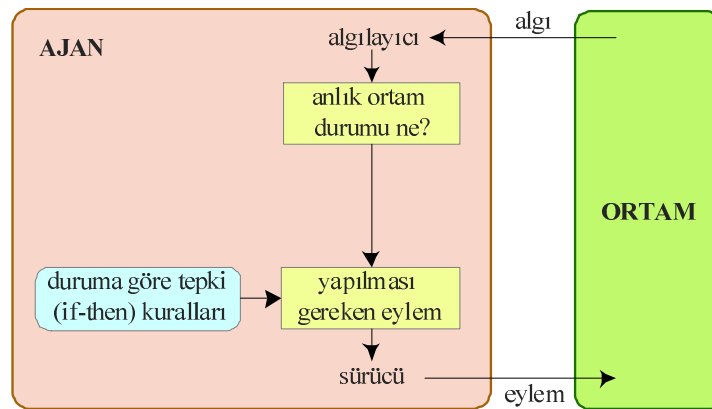 AJAN
algılayıcı
algı
anlık ortam
durumu ne?
ORTAM
duruma göre tepki
(if-then) kuralları
yapılması
gereken eylem
sürücü
eylem